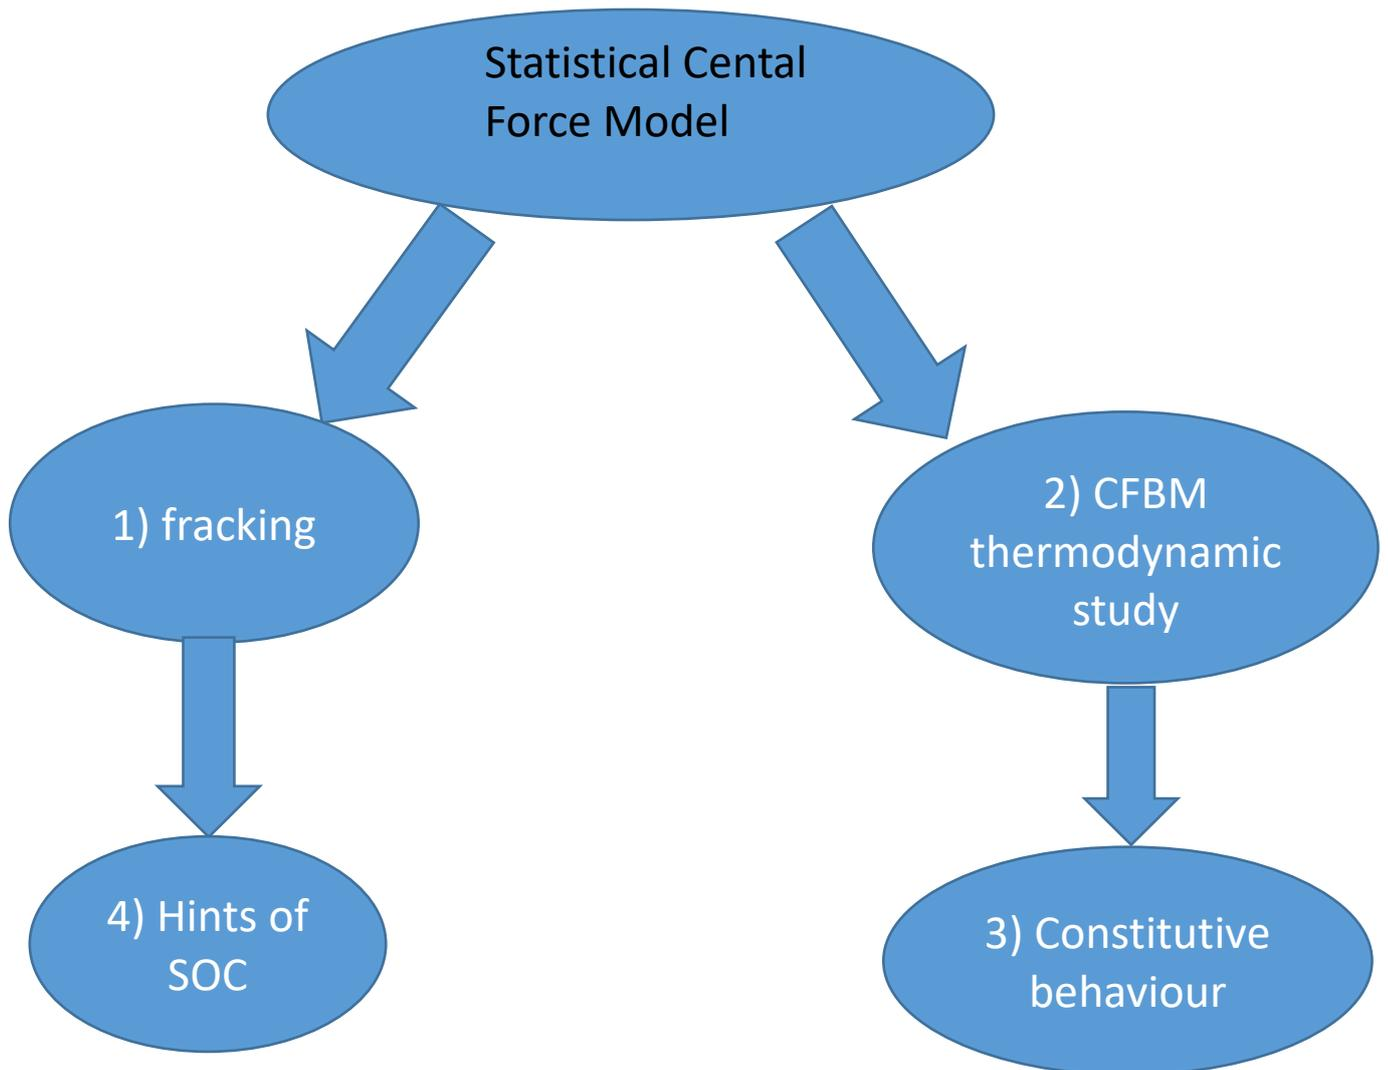 Statistical Cental
Force Model
1) fracking
2) CFBM
thermodynamic
study
4) Hints of
SOC
3) Constitutive
behaviour